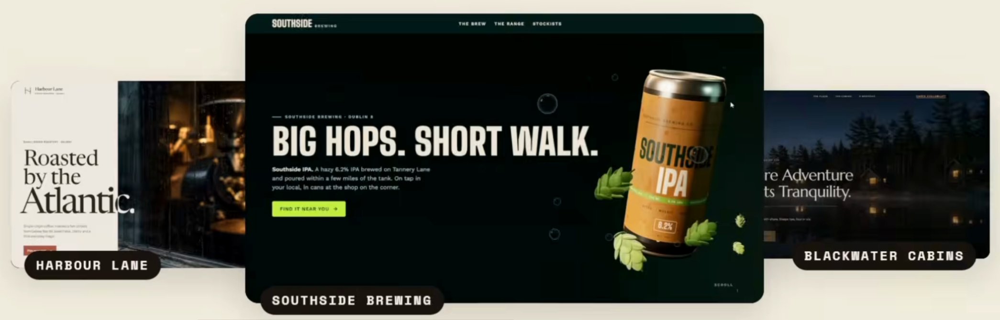 SOUTHSIDE BREWING
THE BREW THE RANGE STOCKISTS
Harbour Lane
SOUTHSIDE BREWING · DUBLIN 8
BIG HOPS. SHORT WALK.
Southside IPA. A hazy 6.2% IPA brewed on Tannery Lane
and poured within a few miles of the tank. On tap in
your local, in cans at the shop on the corner.
FIND IT NEAR YOU →
SOUTHSIDE
IPA
6.2%
SCROLL
Roasted
by the
Atlantic.
re Adventure
ts Tranquility.
HARBOUR LANE
SOUTHSIDE BREWING
BLACKWATER CABINS